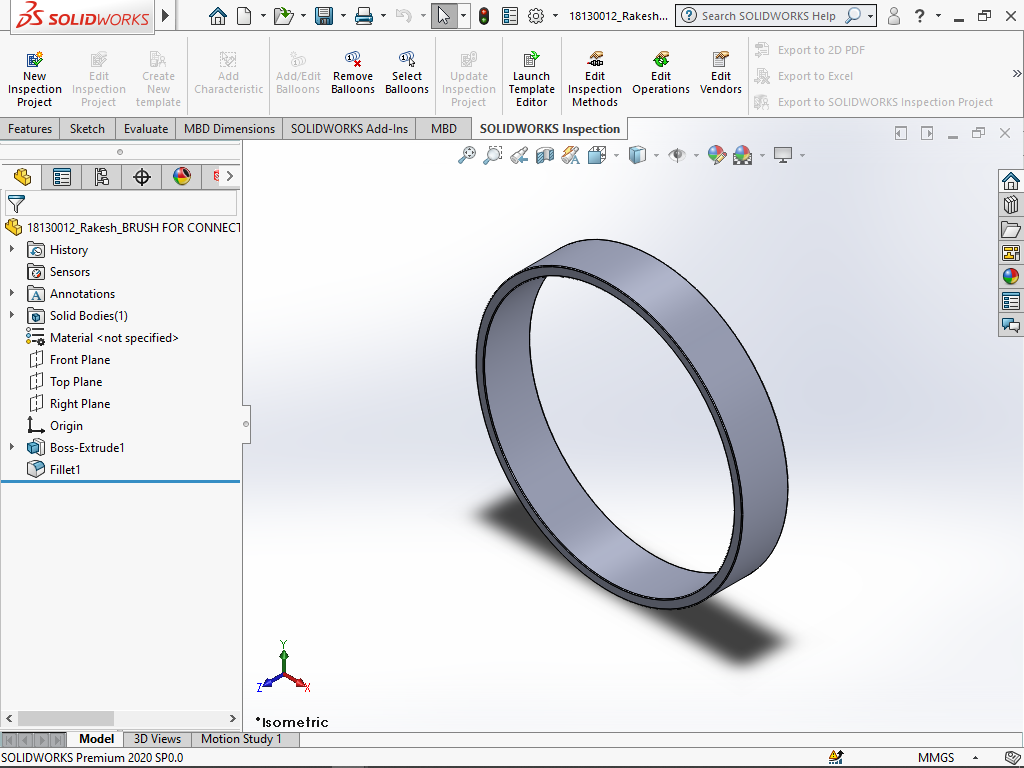 SOLIDWORKS
18130012_Rakesh...
Search SOLIDWORKS Help
New Inspection Project
Edit Inspection Project
Create New template
Add Characteristic
Add/Edit Balloons
Remove Balloons
Select Balloons
Update Inspection Project
Launch Template Editor
Edit Inspection Methods
Edit Operations
Edit Vendors
Export to 2D PDF
Export to Excel
Export to SOLIDWORKS Inspection Project
Features
Sketch
Evaluate
MBD Dimensions
SOLIDWORKS Add-Ins
MBD
SOLIDWORKS Inspection
18130012_Rakesh_BRUSH FOR CONNECT
History
Sensors
Annotations
Solid Bodies(1)
Material <not specified>
Front Plane
Top Plane
Right Plane
Origin
Boss-Extrude1
Fillet1
Y
Z
X
*Isometric
Model
3D Views
Motion Study 1
SOLIDWORKS Premium 2020 SP0.0
MMGS